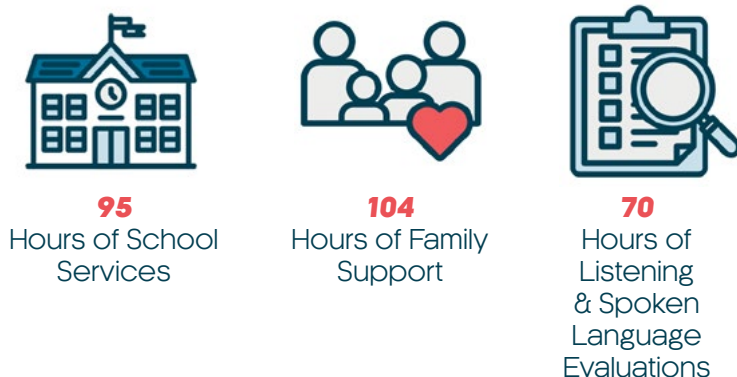 95
Hours of School
Services
104
Hours of Family
Support
70
Hours of
Listening
& Spoken
Language
Evaluations